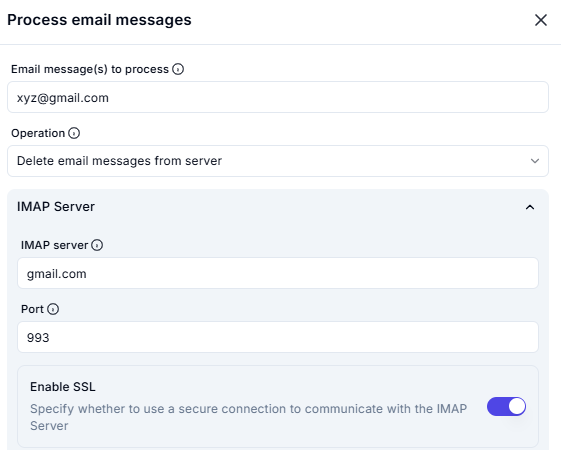 Process email messages
Email message(s) to process
xyz@gmail.com
Operation
Delete email messages from server
IMAP Server
IMAP server
gmail.com
Port
993
Enable SSL
Specify whether to use a secure connection to communicate with the IMAP
Server